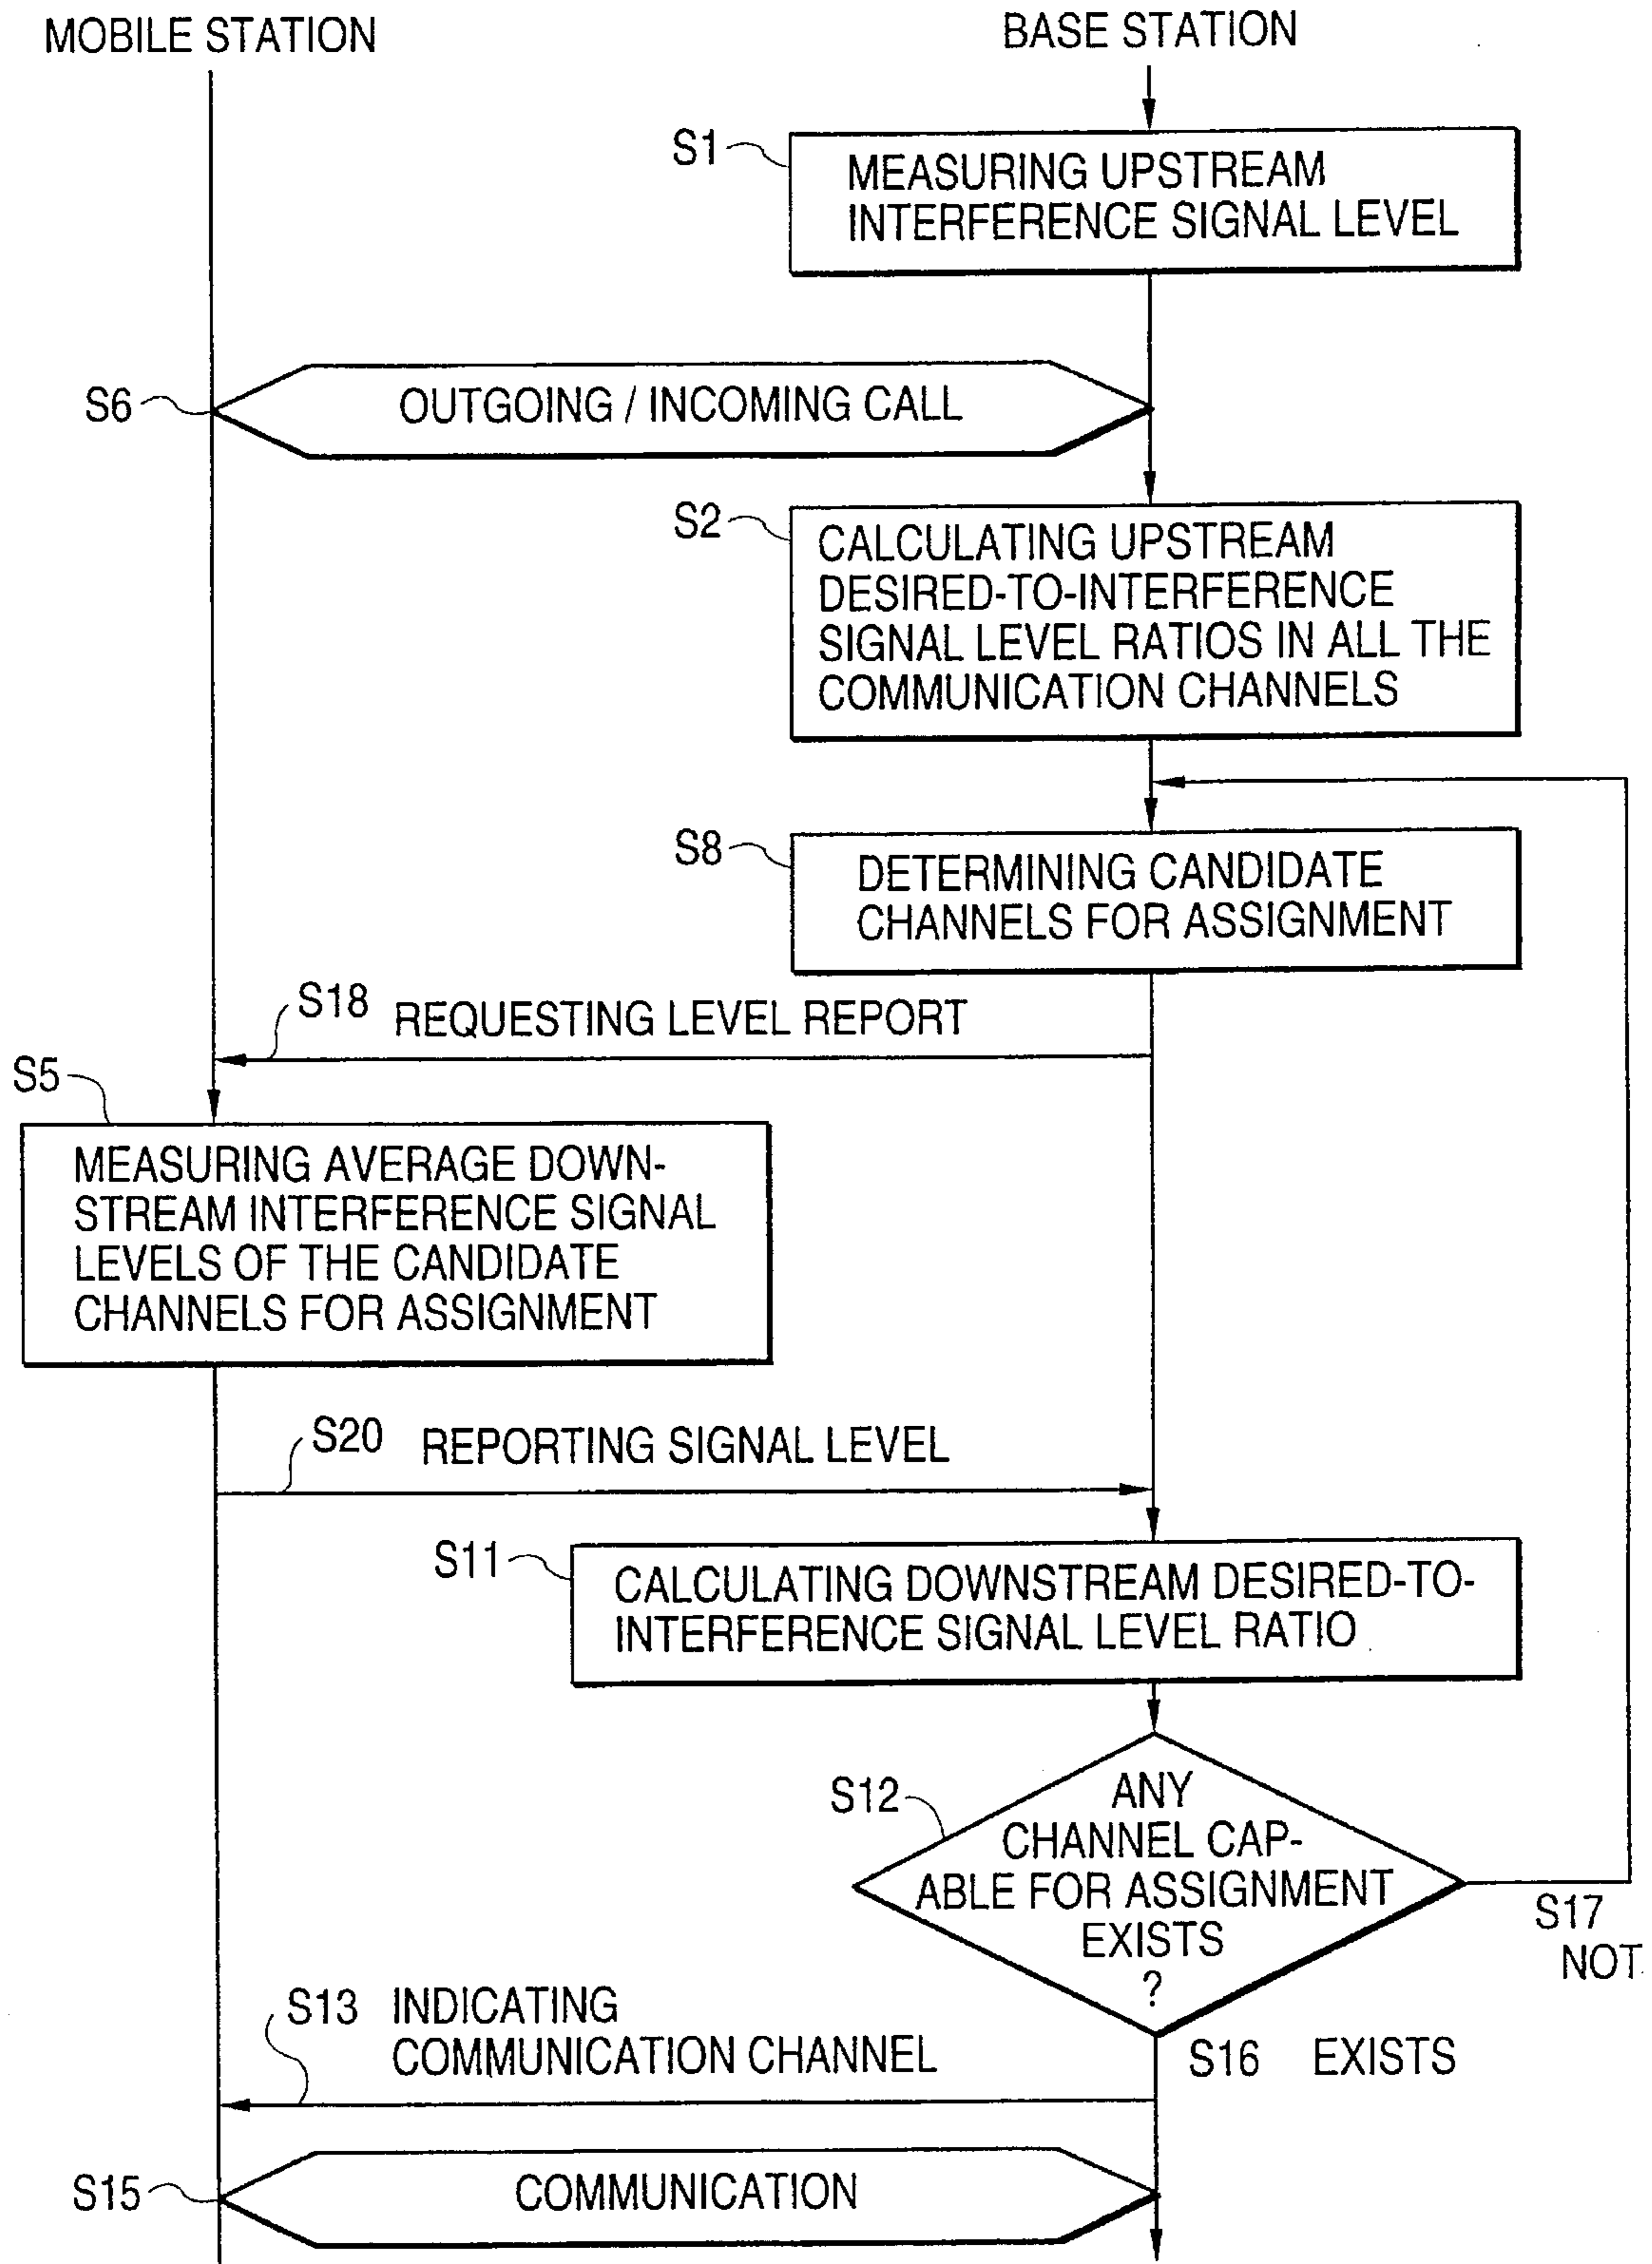 MOBILE STATION
BASE STATION
S1
MEASURING UPSTREAM
INTERFERENCE SIGNAL LEVEL
S6
OUTGOING / INCOMING CALL
S2
CALCULATING UPSTREAM
DESIRED-TO-INTERFERENCE
SIGNAL LEVEL RATIOS IN ALL THE
COMMUNICATION CHANNELS
S8
DETERMINING CANDIDATE
CHANNELS FOR ASSIGNMENT
S18
REQUESTING LEVEL REPORT
S5
MEASURING AVERAGE DOWN-
STREAM INTERFERENCE SIGNAL
LEVELS OF THE CANDIDATE
CHANNELS FOR ASSIGNMENT
S20
REPORTING SIGNAL LEVEL
S11
CALCULATING DOWNSTREAM DESIRED-TO-
INTERFERENCE SIGNAL LEVEL RATIO
S12
ANY
CHANNEL CAP-
ABLE FOR ASSIGNMENT
EXISTS
?
S17
NOT
S13
INDICATING
COMMUNICATION CHANNEL
S16 EXISTS
S15
COMMUNICATION